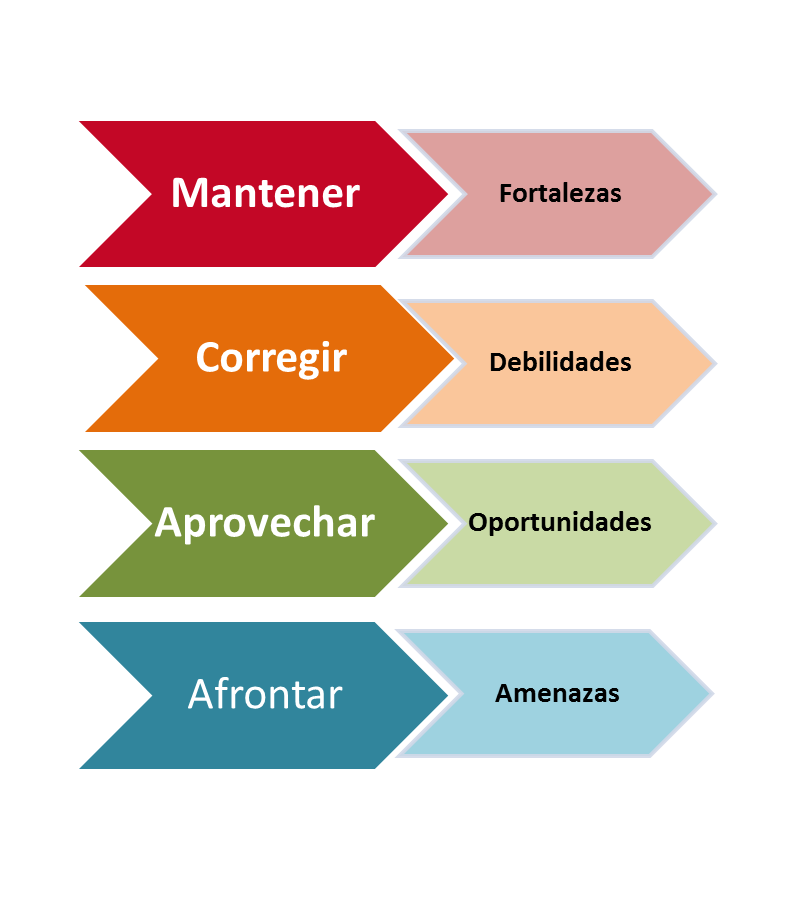 Mantener
Fortalezas
Corregir
Debilidades
Aprovechar
Oportunidades
Afrontar
Amenazas